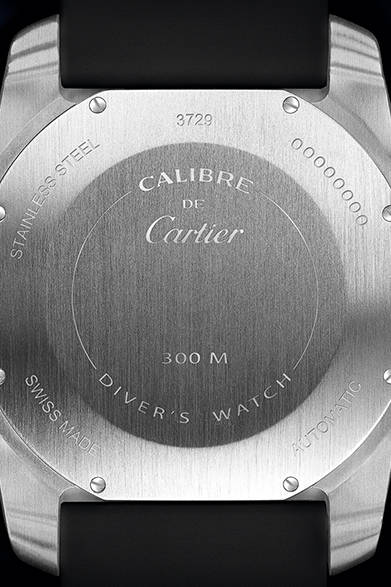 3729
STAINLESS STEEL
00000000
CALIBRE
DE
Cartier
300 M
DIVER'S WATCH
SWISS MADE
AUTOMATIC